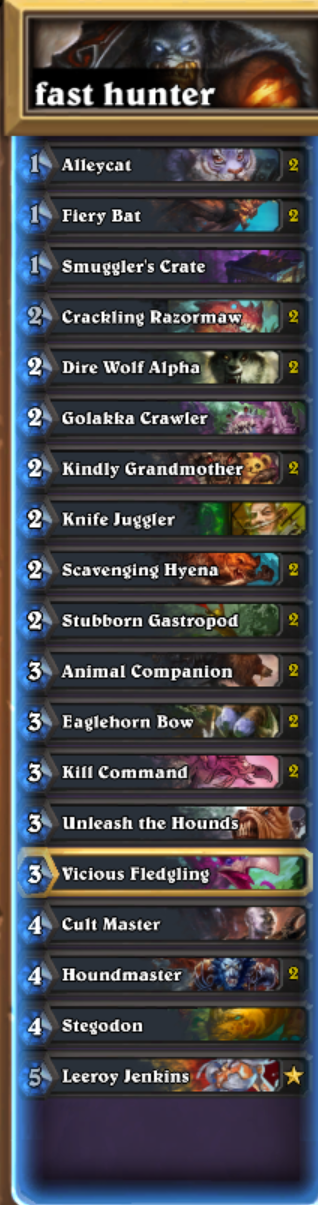 fast hunter
1 Alleycat 2
1 Fiery Bat 2
1 Smuggler's Crate
2 Crackling Razormaw 2
2 Dire Wolf Alpha 2
2 Golakka Crawler
2 Kindly Grandmother 2
2 Knife Juggler
2 Scavenging Hyena 2
2 Stubborn Gastropod 2
3 Animal Companion 2
3 Eaglehorn Bow 2
3 Kill Command 2
3 Unleash the Hounds
3 Vicious Fledgling
4 Cult Master
4 Houndmaster 2
4 Stegodon
5 Leeroy Jenkins